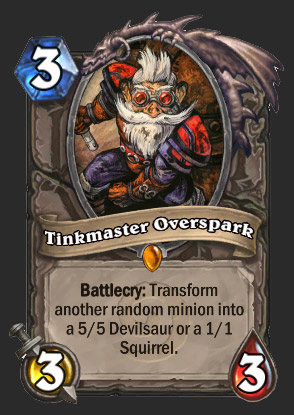 3
Tinkmaster Overspark
Battlecry: Transform
another random minion into
a 5/5 Devilsaur or a 1/1
Squirrel.
3 3